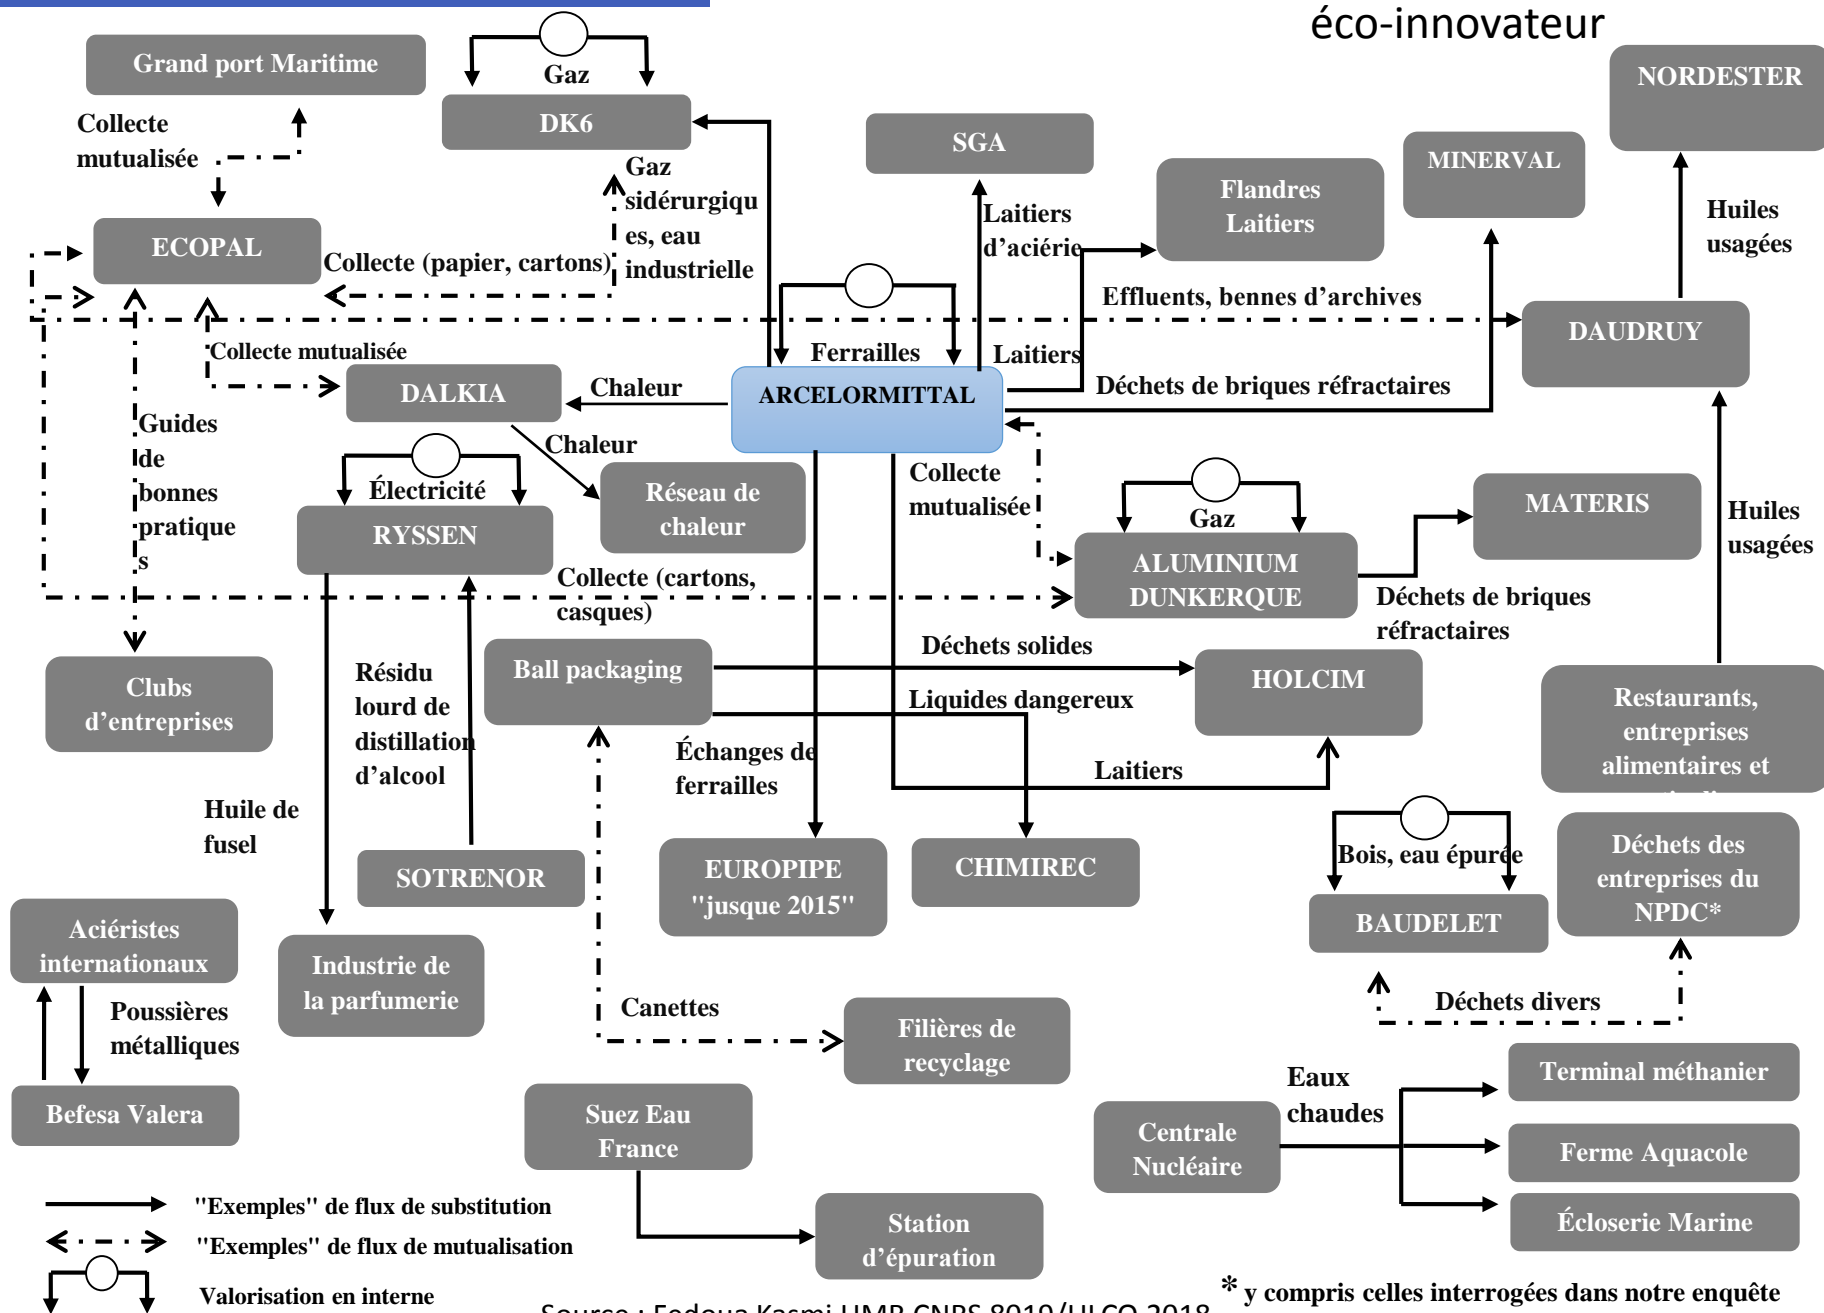 éco-innovateur
Grand port Maritime
Gaz
DK6
NORDESTER
Collecte
mutualisée
SGA
MINERVAL
Flandres
Laitiers
Gaz
sidérurgiqu
es, eau
industrielle
Laitiers
d’aciérie
Huiles
usagées
ECOPAL
Collecte (papier, cartons)
Effluents, bennes d’archives
DAUDRUY
Collecte mutualisée
Ferrailles
Laitiers
DALKIA
Chaleur
ARCELORMITTAL
Déchets de briques réfractaires
Guides
de
bonnes
pratique
s
Chaleur
Électricité
RYSSEN
Réseau de
chaleur
Collecte
mutualisée
Gaz
MATERIS
Huiles
usagées
ALUMINIUM
DUNKERQUE
Collecte (cartons,
casques)
Déchets de briques
réfractaires
Clubs
d’entreprises
Résidu
lourd de
distillation
d’alcool
Ball packaging
Déchets solides
HOLCIM
Liquides dangereux
Restaurants,
entreprises
alimentaires et
Échanges de
ferrailles
Laitiers
Huile de
fusel
SOTRENOR
EUROPIPE
"jusque 2015"
CHIMIREC
Bois, eau épurée
BAUDELET
Déchets des
entreprises du
NPDC*
Aciéristes
internationaux
Industrie de
la parfumerie
Poussières
métalliques
Canettes
Filières de
recyclage
Déchets divers
Befesa Valera
Suez Eau
France
Eaux
chaudes
Centrale
Nucléaire
Terminal méthanier
Ferme Aquacole
Écloserie Marine
Station
d’épuration
"Exemples" de flux de substitution
"Exemples" de flux de mutualisation
Valorisation en interne
* y compris celles interrogées dans notre enquête
Source : Fedoua Kasmi UMR CNRS 8019/ULCO 2018